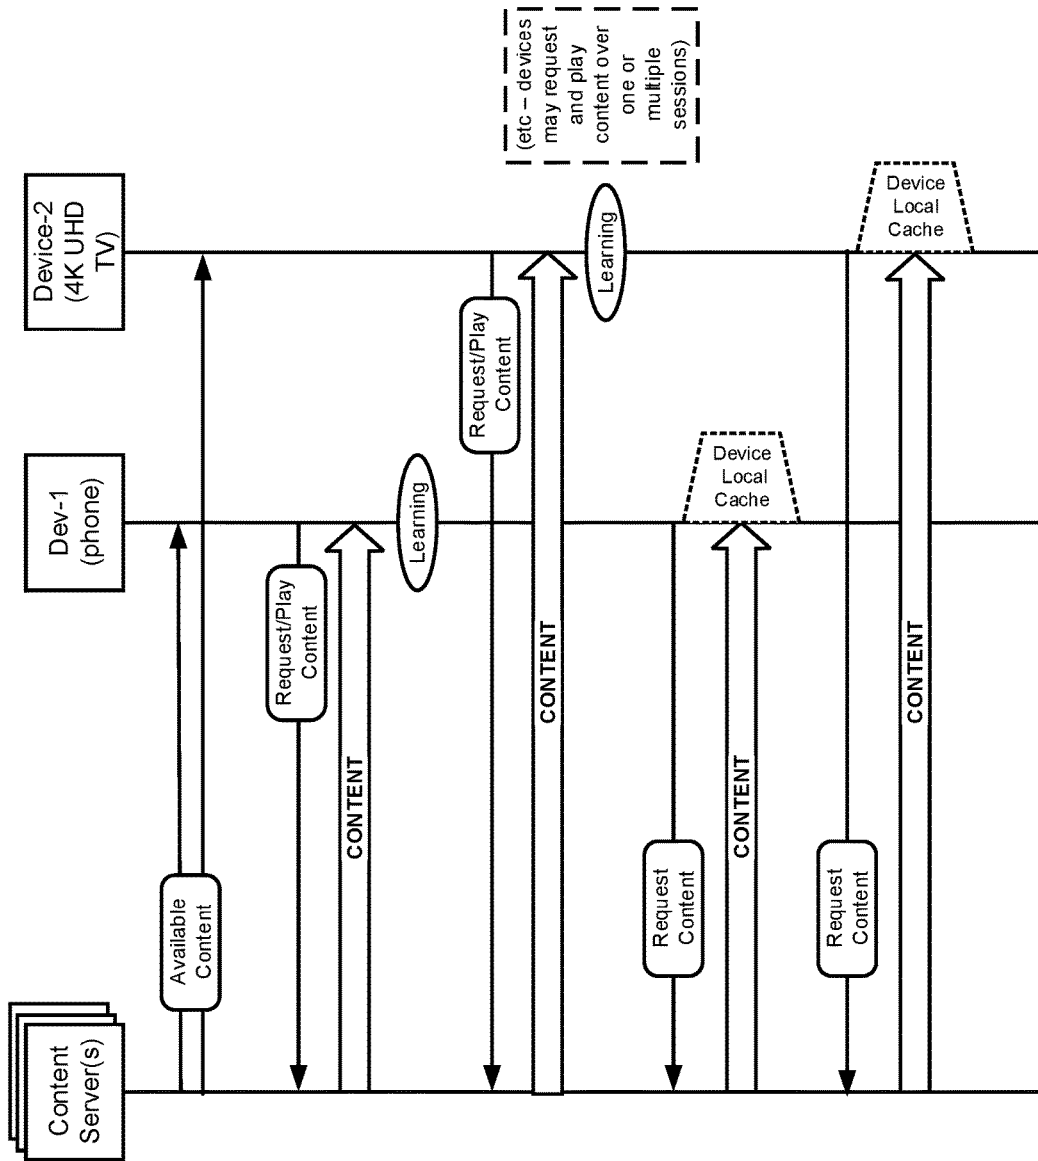 Content
Server(s)
Dev-1
(phone)
Device-2
(4K UHD
TV)
Available
Content
Request/Play
Content
CONTENT
Learning
Request/Play
Content
CONTENT
Learning
(etc – devices
may request
and play
content over
one or
multiple
sessions)
Request
Content
CONTENT
Device
Local
Cache
Request
Content
CONTENT
Device
Local
Cache